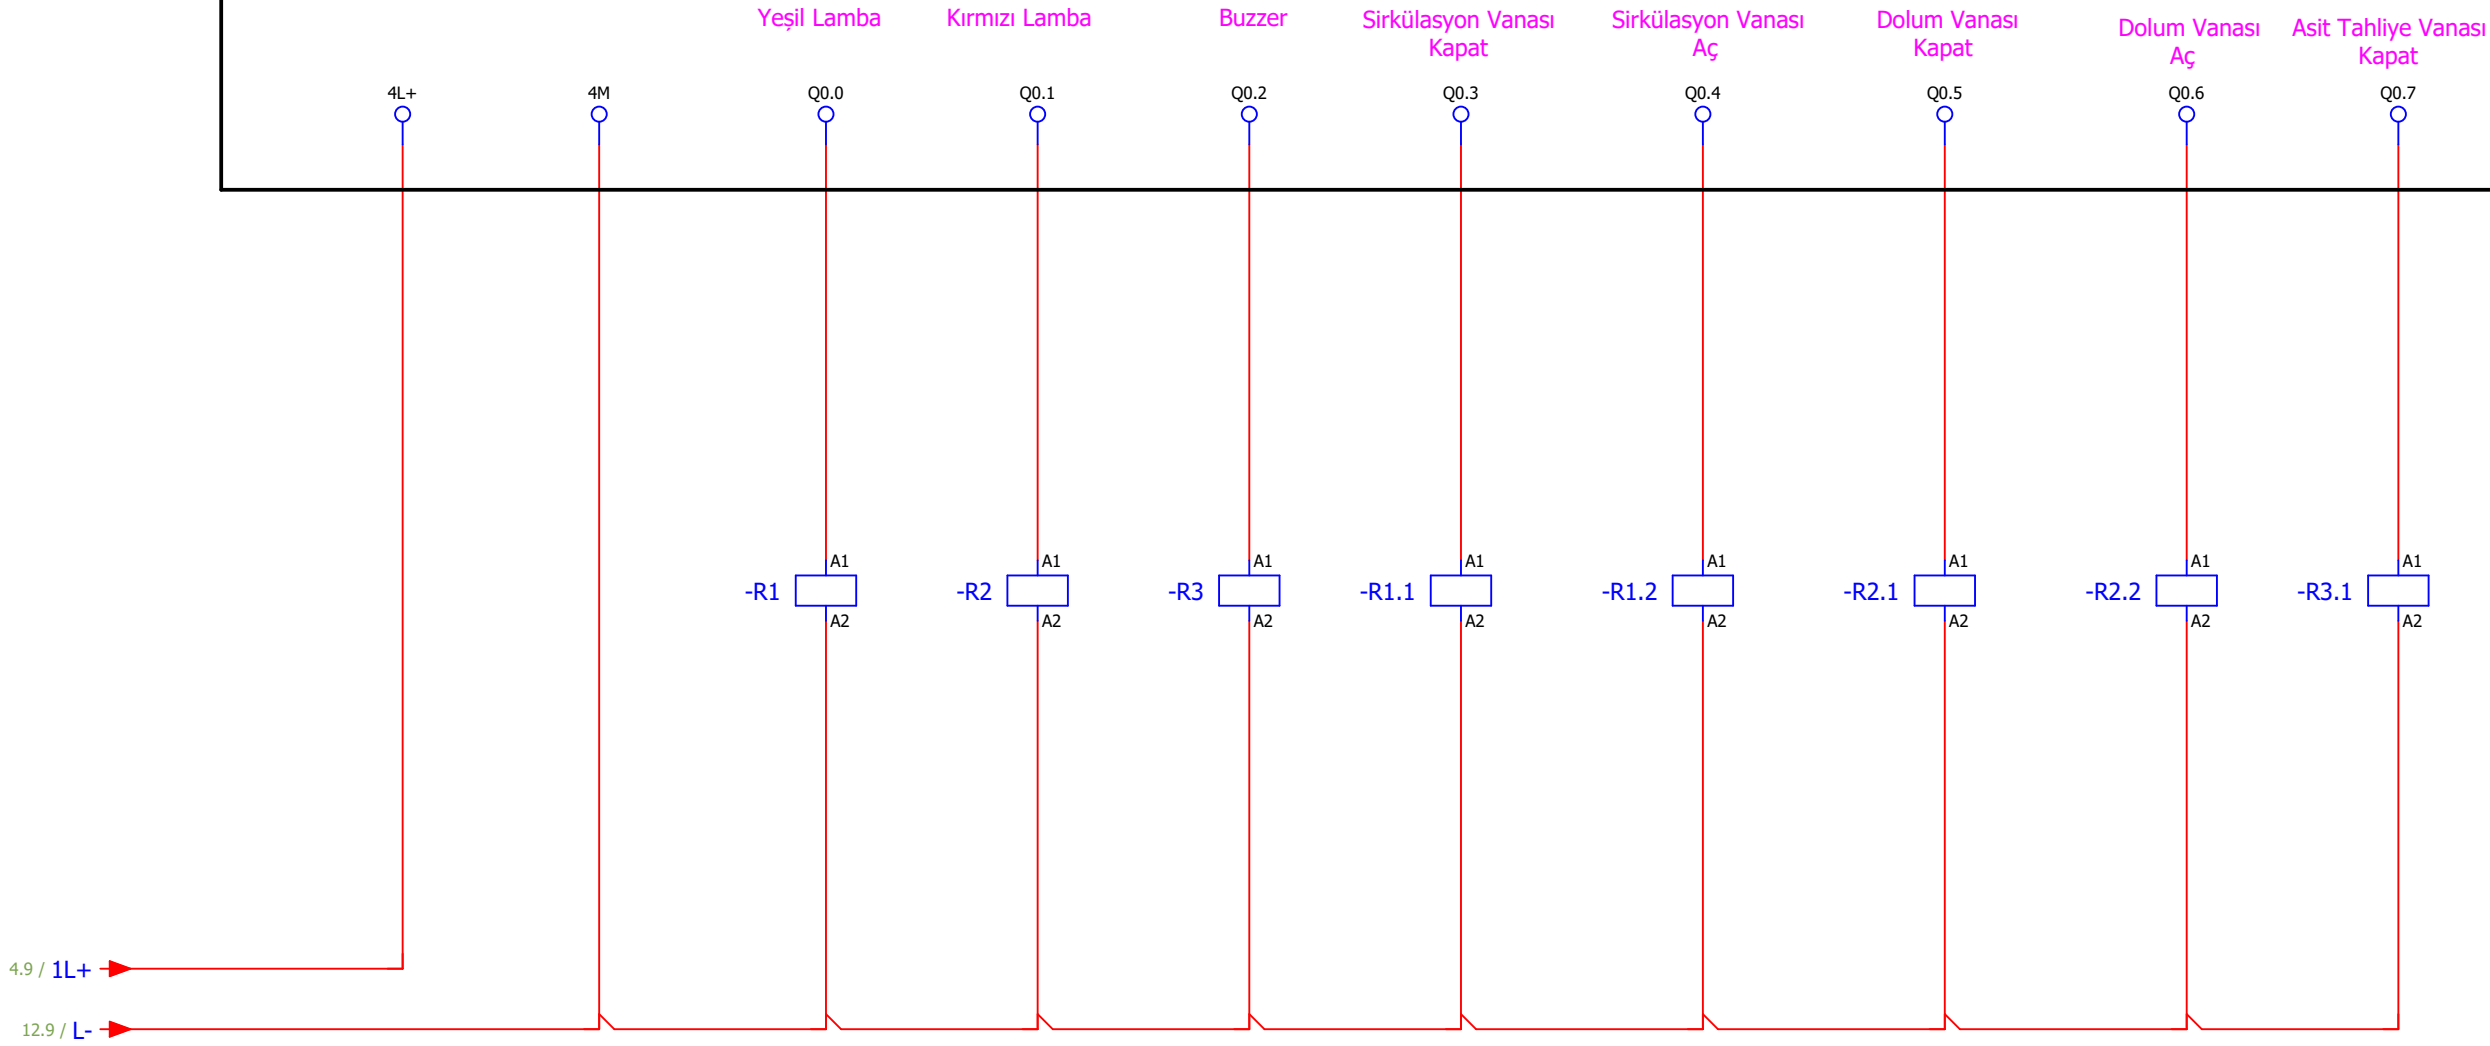 Yeşil Lamba
Kırmızı Lamba
Buzzer
Sirkülasyon Vanası
Kapat
Sirkülasyon Vanası
Aç
Dolum Vanası
Kapat
Dolum Vanası
Aç
Asit Tahliye Vanası
Kapat
4L+
4M
Q0.0
Q0.1
Q0.2
Q0.3
Q0.4
Q0.5
Q0.6
Q0.7
-R1
A1
A2
-R2
A1
A2
-R3
A1
A2
-R1.1
A1
A2
-R1.2
A1
A2
-R2.1
A1
A2
-R2.2
A1
A2
-R3.1
A1
A2
4.9 / 1L+
12.9 / L-